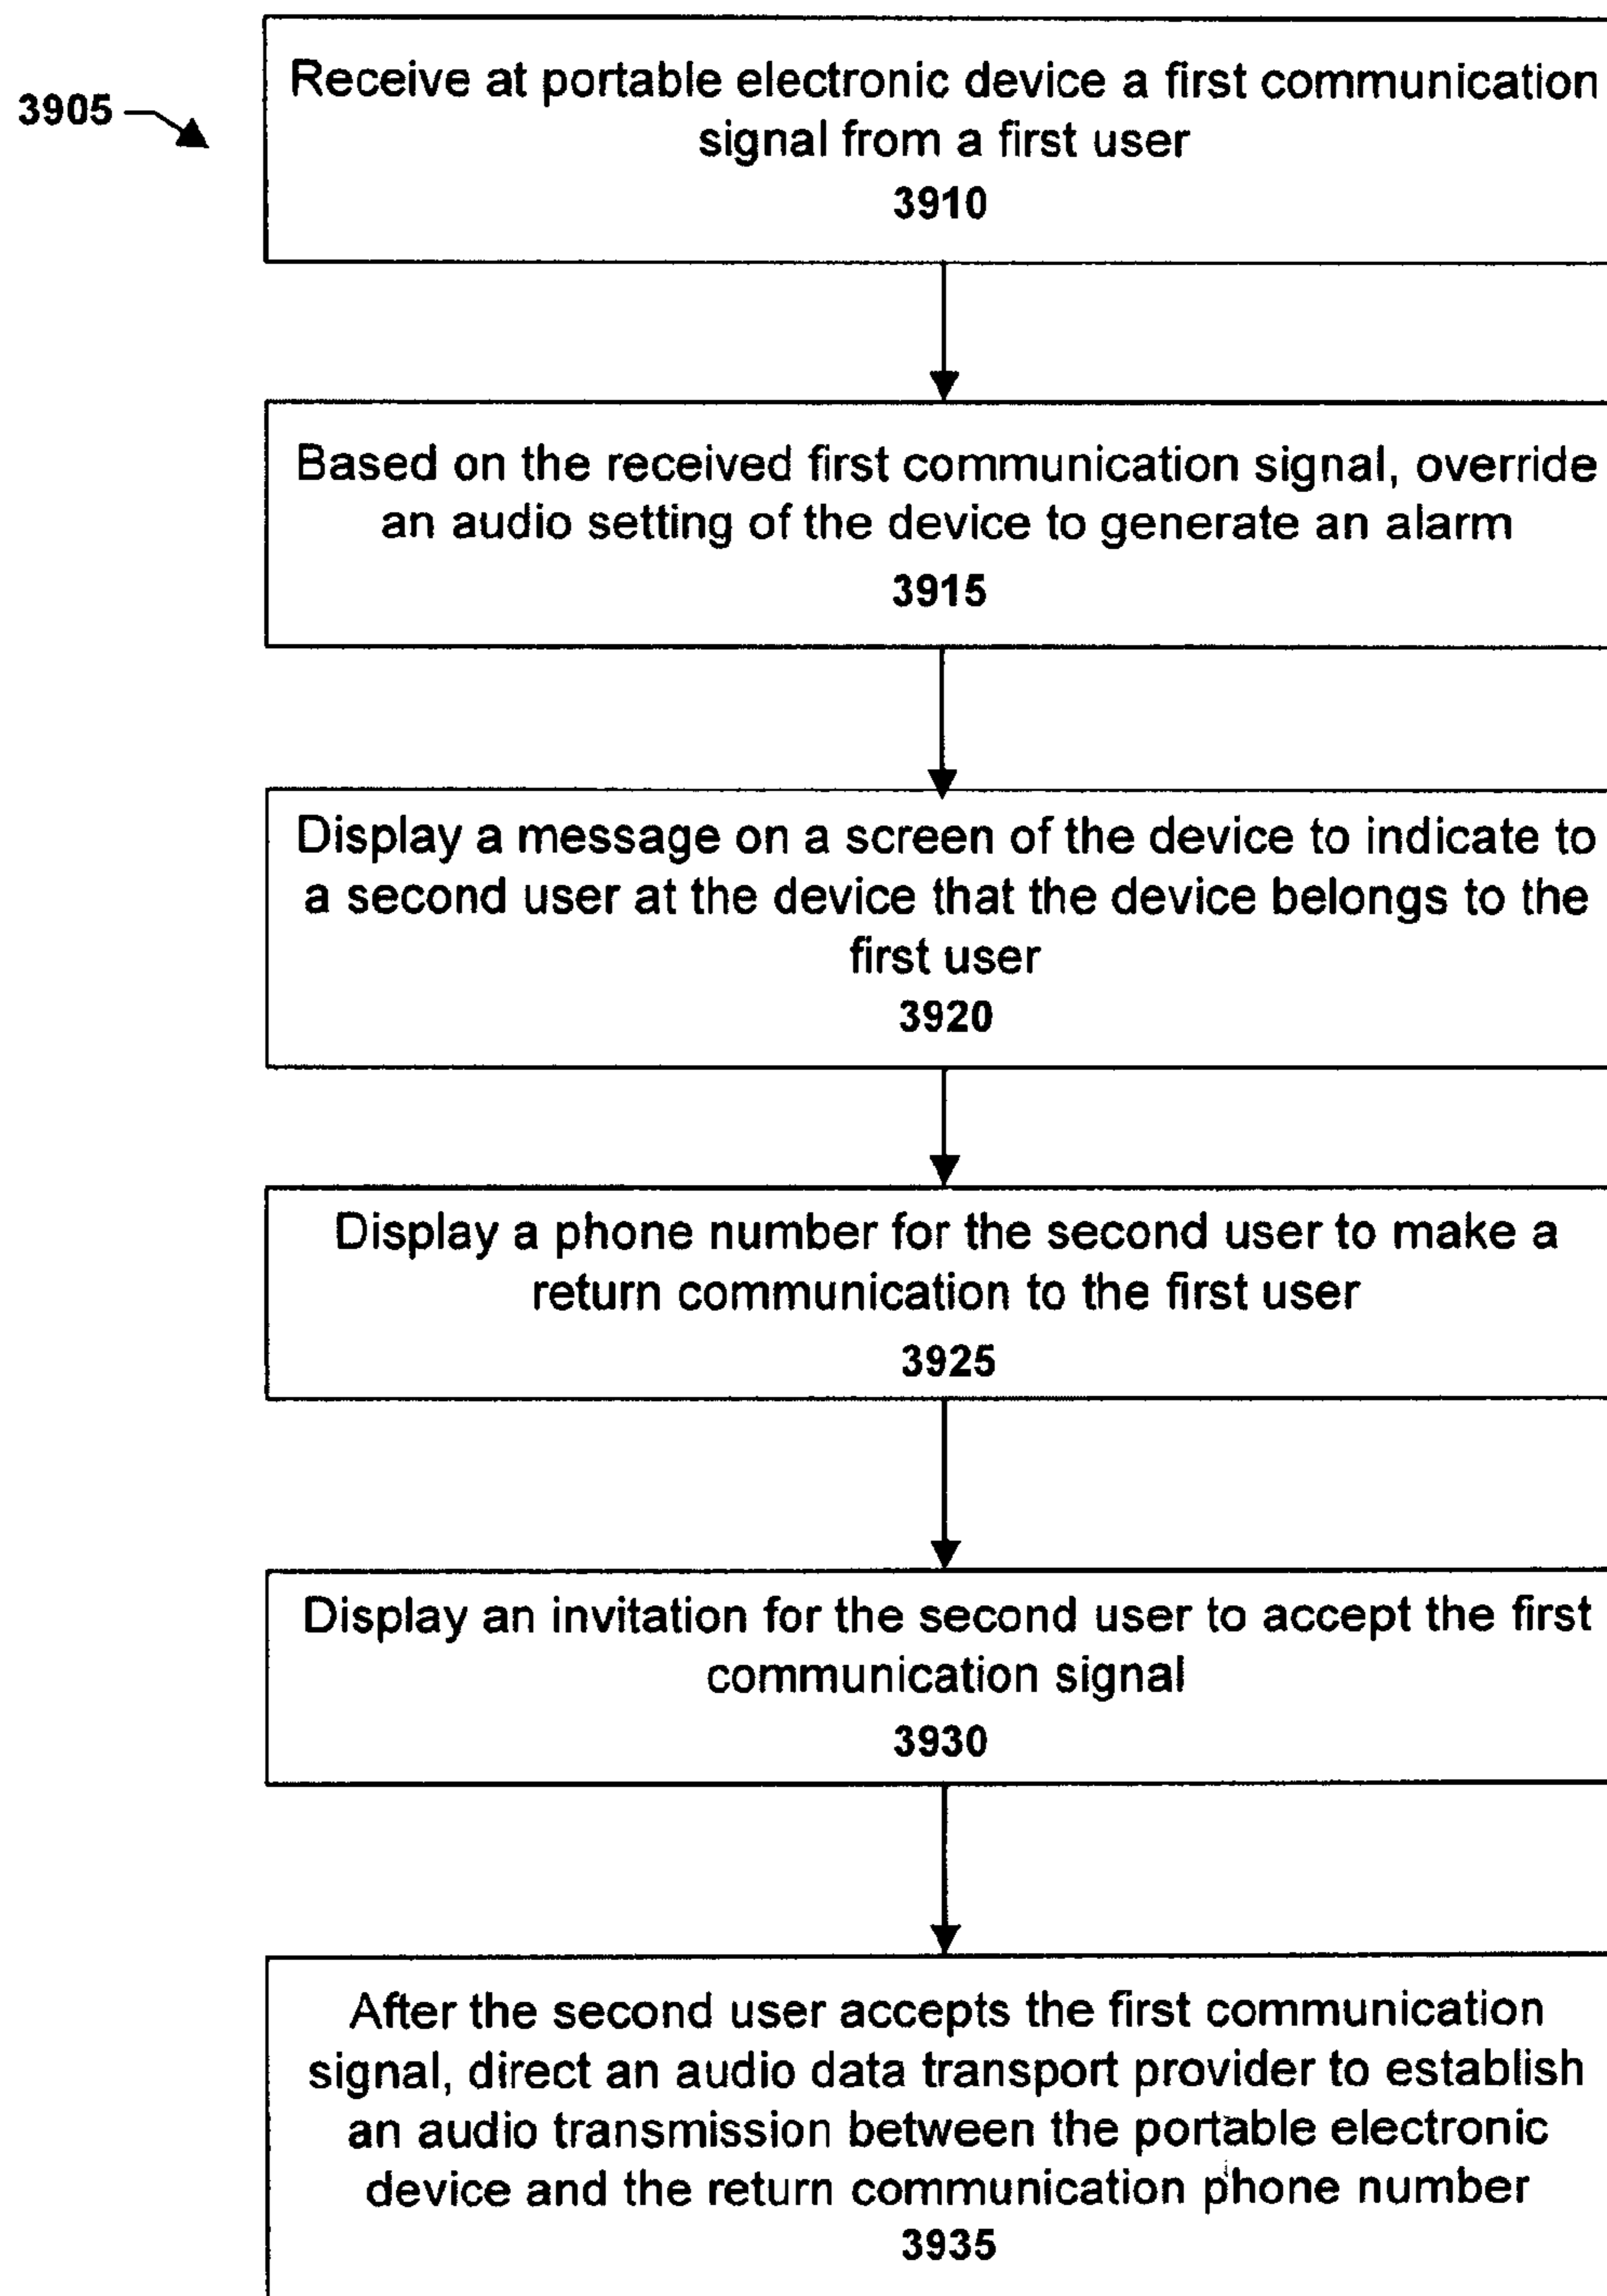 3905
Receive at portable electronic device a first communication
signal from a first user
3910
Based on the received first communication signal, override
an audio setting of the device to generate an alarm
3915
Display a message on a screen of the device to indicate to
a second user at the device that the device belongs to the
first user
3920
Display a phone number for the second user to make a
return communication to the first user
3925
Display an invitation for the second user to accept the first
communication signal
3930
After the second user accepts the first communication
signal, direct an audio data transport provider to establish
an audio transmission between the portable electronic
device and the return communication phone number
3935